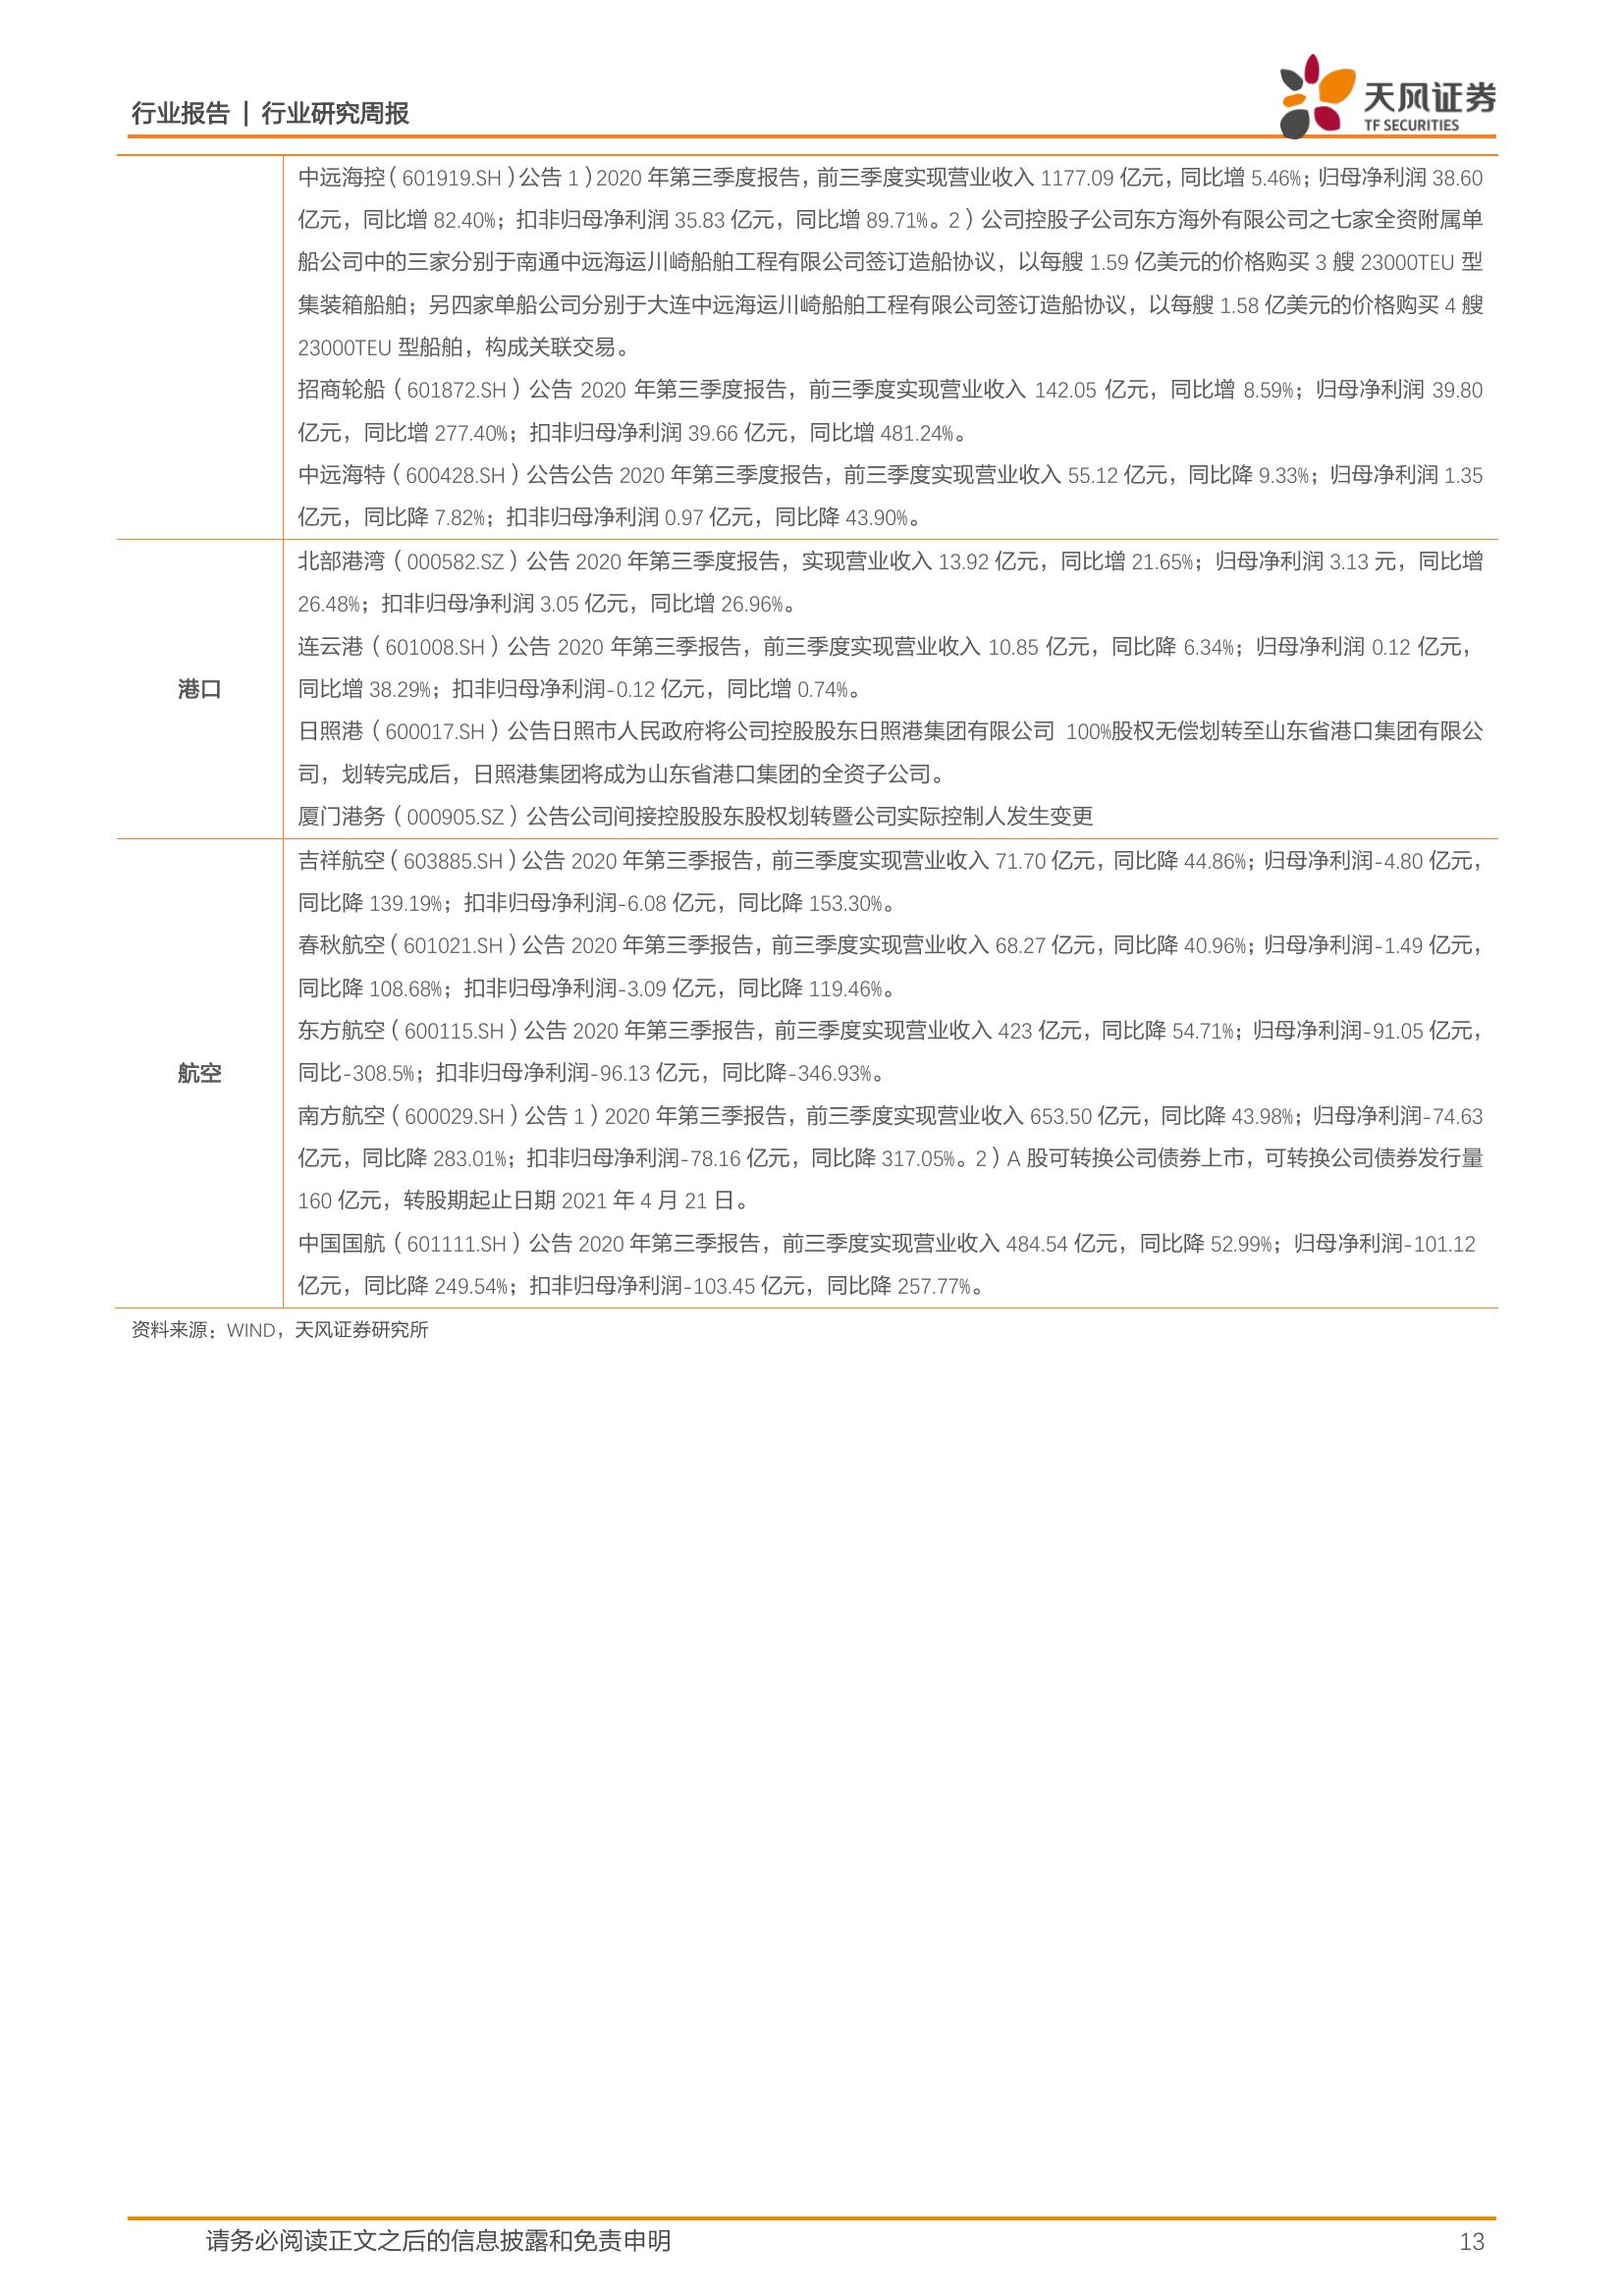 行业报告 | 行业研究周报
天风证券
TF SECURITIES
中远海控（601919.SH）公告 1）2020 年第三季度报告，前三季度实现营业收入 1177.09 亿元，同比增 5.46%；归母净利润 38.60
亿元，同比增 82.40%；扣非归母净利润 35.83 亿元，同比增 89.71%。2）公司控股子公司东方海外有限公司之七家全资附属单
船公司中的三家分别于南通中远海运川崎船舶工程有限公司签订造船协议，以每艘 1.59 亿美元的价格购买 3 艘 23000TEU 型
集装箱船舶；另四家单船公司分别于大连中远海运川崎船舶工程有限公司签订造船协议，以每艘 1.58 亿美元的价格购买 4 艘
23000TEU 型船舶，构成关联交易。
招商轮船（601872.SH）公告 2020 年第三季度报告，前三季度实现营业收入 142.05 亿元，同比增 8.59%；归母净利润 39.80
亿元，同比增 277.40%；扣非归母净利润 39.66 亿元，同比增 481.24%。
中远海特（600428.SH）公告公告 2020 年第三季度报告，前三季度实现营业收入 55.12 亿元，同比降 9.33%；归母净利润 1.35
亿元，同比降 7.82%；扣非归母净利润 0.97 亿元，同比降 43.90%。
港口
北部港湾（000582.SZ）公告 2020 年第三季度报告，实现营业收入 13.92 亿元，同比增 21.65%；归母净利润 3.13 元，同比增
26.48%；扣非归母净利润 3.05 亿元，同比增 26.96%。
连云港（601008.SH）公告 2020 年第三季报告，前三季度实现营业收入 10.85 亿元，同比降 6.34%；归母净利润 0.12 亿元，
同比增 38.29%；扣非归母净利润-0.12 亿元，同比增 0.74%。
日照港（600017.SH）公告日照市人民政府将公司控股股东日照港集团有限公司 100%股权无偿划转至山东省港口集团有限公
司，划转完成后，日照港集团将成为山东省港口集团的全资子公司。
厦门港务（000905.SZ）公告公司间接控股股东股权划转暨公司实际控制人发生变更
航空
吉祥航空（603885.SH）公告 2020 年第三季报告，前三季度实现营业收入 71.70 亿元，同比降 44.86%；归母净利润-4.80 亿元，
同比降 139.19%；扣非归母净利润-6.08 亿元，同比降 153.30%。
春秋航空（601021.SH）公告 2020 年第三季报告，前三季度实现营业收入 68.27 亿元，同比降 40.96%；归母净利润-1.49 亿元，
同比降 108.68%；扣非归母净利润-3.09 亿元，同比降 119.46%。
东方航空（600115.SH）公告 2020 年第三季报告，前三季度实现营业收入 423 亿元，同比降 54.71%；归母净利润-91.05 亿元，
同比-308.5%；扣非归母净利润-96.13 亿元，同比降-346.93%。
南方航空（600029.SH）公告 1）2020 年第三季报告，前三季度实现营业收入 653.50 亿元，同比降 43.98%；归母净利润-74.63
亿元，同比降 283.01%；扣非归母净利润-78.16 亿元，同比降 317.05%。2）A 股可转换公司债券上市，可转换公司债券发行量
160 亿元，转股期起止日期 2021 年 4 月 21 日。
中国国航（601111.SH）公告 2020 年第三季报告，前三季度实现营业收入 484.54 亿元，同比降 52.99%；归母净利润-101.12
亿元，同比降 249.54%；扣非归母净利润-103.45 亿元，同比降 257.77%。
资料来源：WIND，天风证券研究所
请务必阅读正文之后的信息披露和免责申明
13